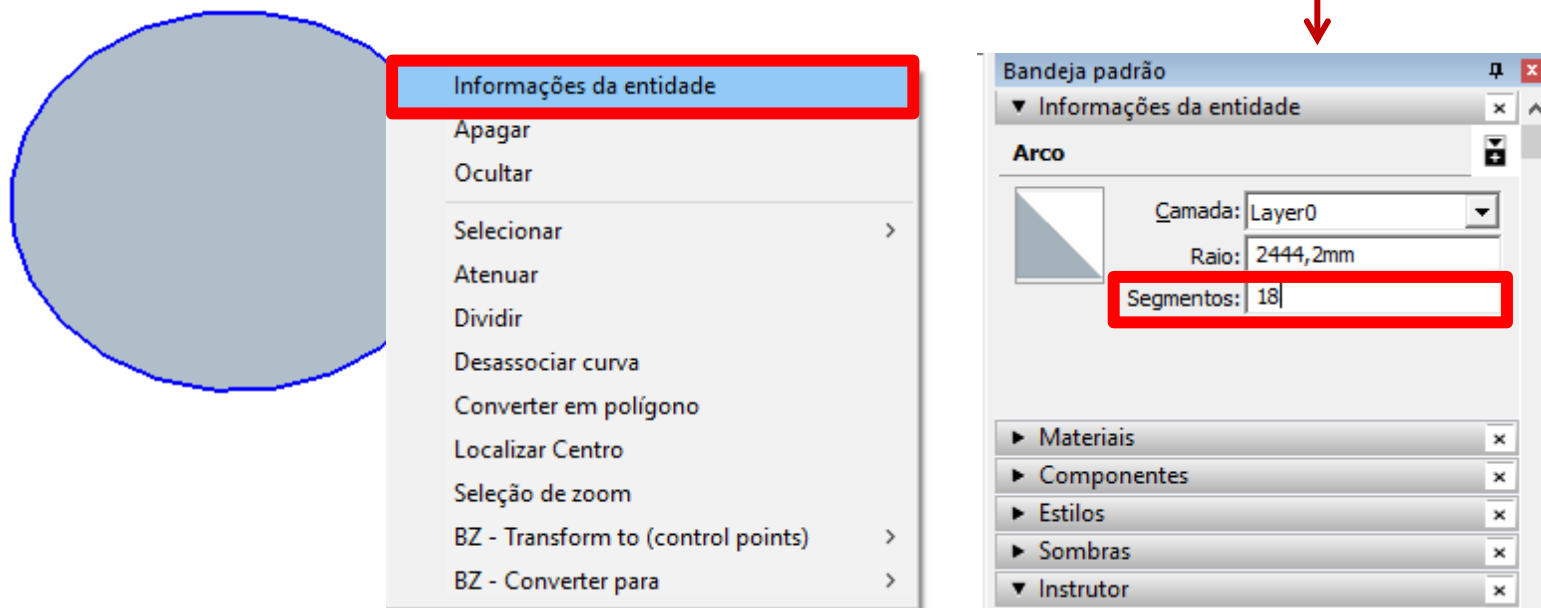 Informações da entidade
Apagar
Ocultar
Selecionar
Atenuar
Dividir
Desassociar curva
Converter em polígono
Localizar Centro
Seleção de zoom
BZ - Transform to (control points)
BZ - Converter para
Bandeja padrão
Informações da entidade
Arco
Camada: Layer0
Raio: 2444,2mm
Segmentos: 18
Materiais
Componentes
Estilos
Sombras
Instrutor